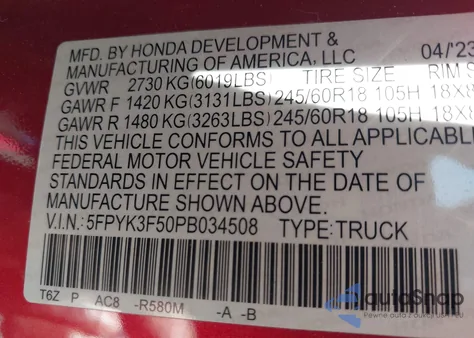 MFD. BY HONDA DEVELOPMENT & 04/'23
MANUFACTURING OF AMERICA, LLC
GVWR 2730 KG(6019LBS) TIRE SIZE RIM S
GAWR F 1420 KG(3131LBS) 245/60R18 105H 18X8
GAWR R 1480 KG(3263LBS) 245/60R18 105H 18X8
THIS VEHICLE CONFORMS TO ALL APPLICABLE
FEDERAL MOTOR VEHICLE SAFETY
STANDARDS IN EFFECT ON THE DATE OF
MANUFACTURE SHOWN ABOVE.
V.I.N.: 5FPYK3F50PB034508 TYPE: TRUCK
T6Z P AC8 -R580M -A -B
autoSnap
Pewne auto z